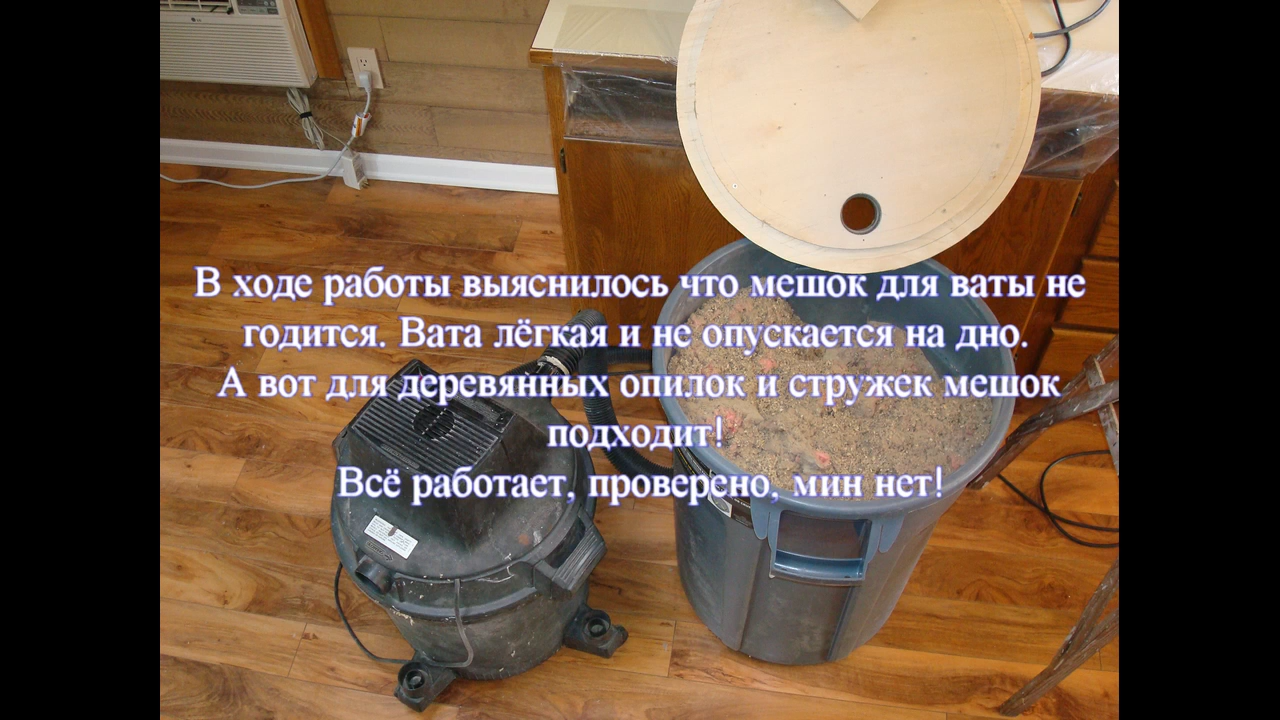 LG
В ходе работы выяснилось что мешок для ваты не
годится. Вата лёгкая и не опускается на дно.
А вот для деревянных опилок и стружек мешок
подходит!
Всё работает, проверено, мин нет!